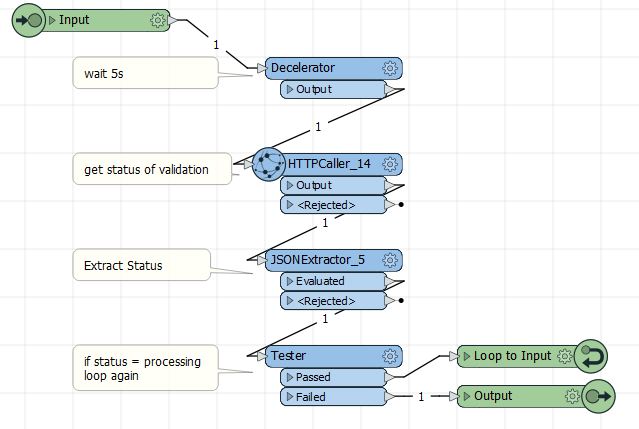 Input
1
Decelerator
wait 5s
Output
1
HTTPCaller_14
get status of validation
Output
<Rejected>
1
JSONExtractor_5
Extract Status
Evaluated
<Rejected>
1
Tester
Loop to Input
if status = processing
loop again
Passed
Failed
1
Output